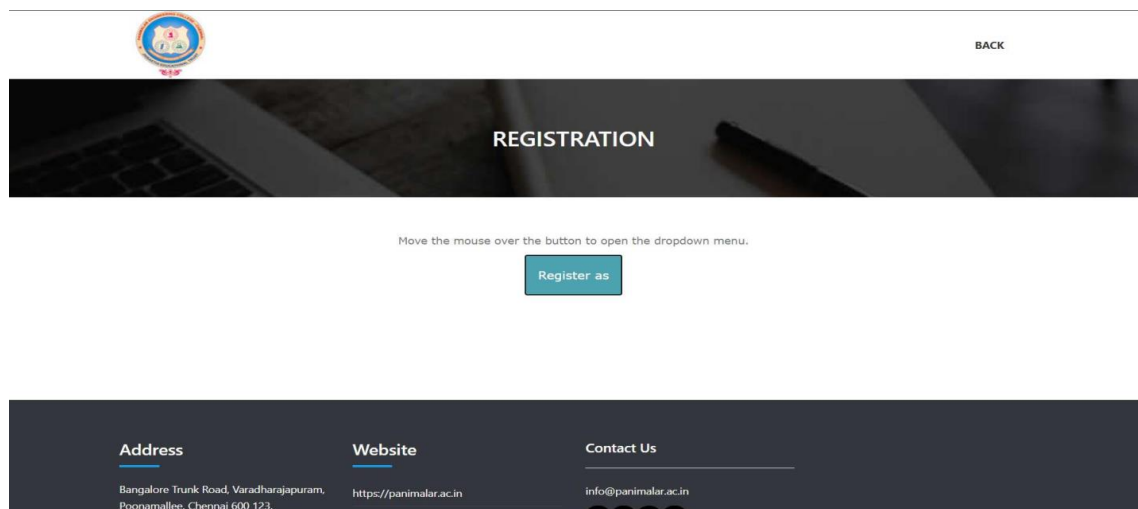 BACK
REGISTRATION
Move the mouse over the button to open the dropdown menu.
Register as
Address
Bangalore Trunk Road, Varadharajapuram,
Poonamallee, Chennai 600 123.
Website
https://panimalar.ac.in
Contact Us
info@panimalar.ac.in